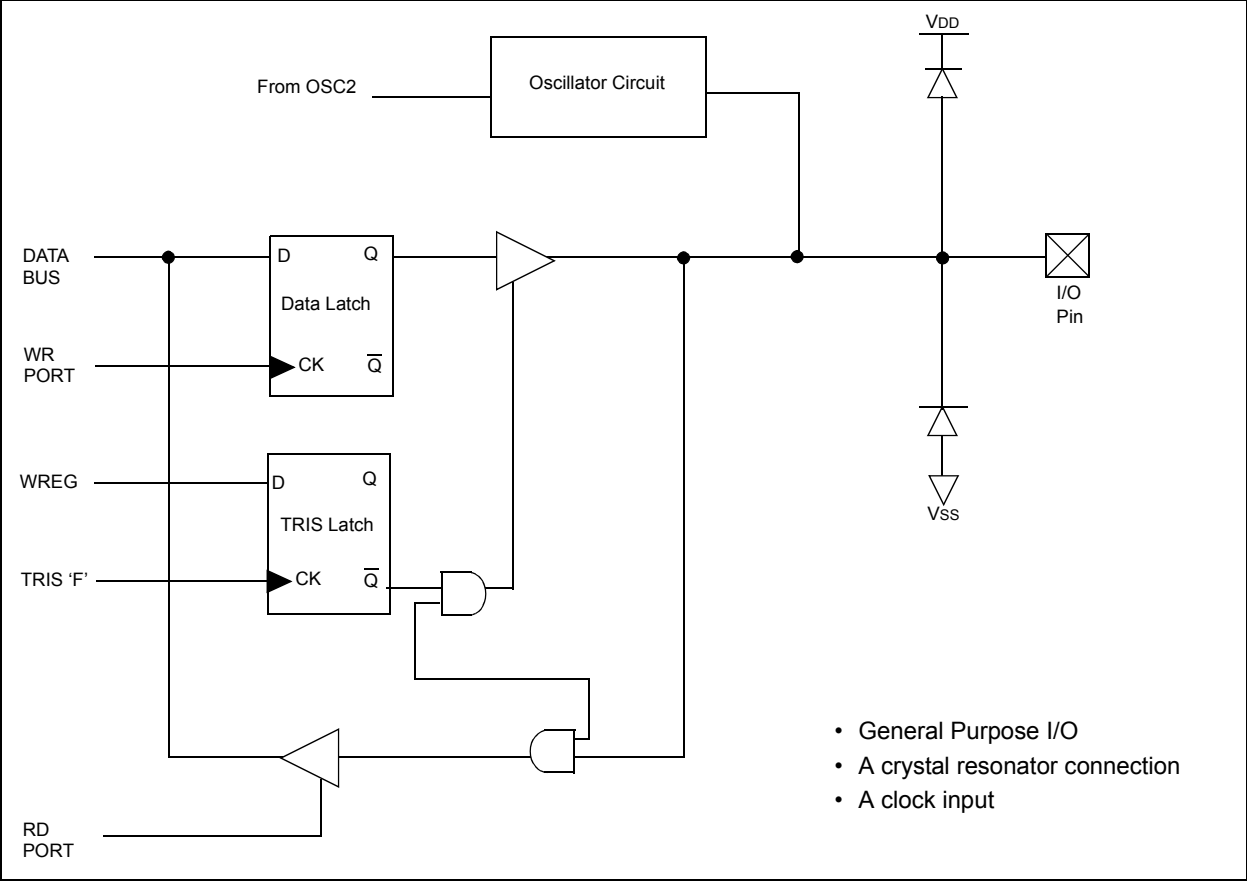 VDD
From OSC2
Oscillator Circuit
DATA
BUS
D
Q
Data Latch
I/O
Pin
WR
PORT
CK
Q̅
WREG
D
Q
TRIS Latch
VSS
TRIS ‘F’
CK
Q̅
• General Purpose I/O
• A crystal resonator connection
• A clock input
RD
PORT